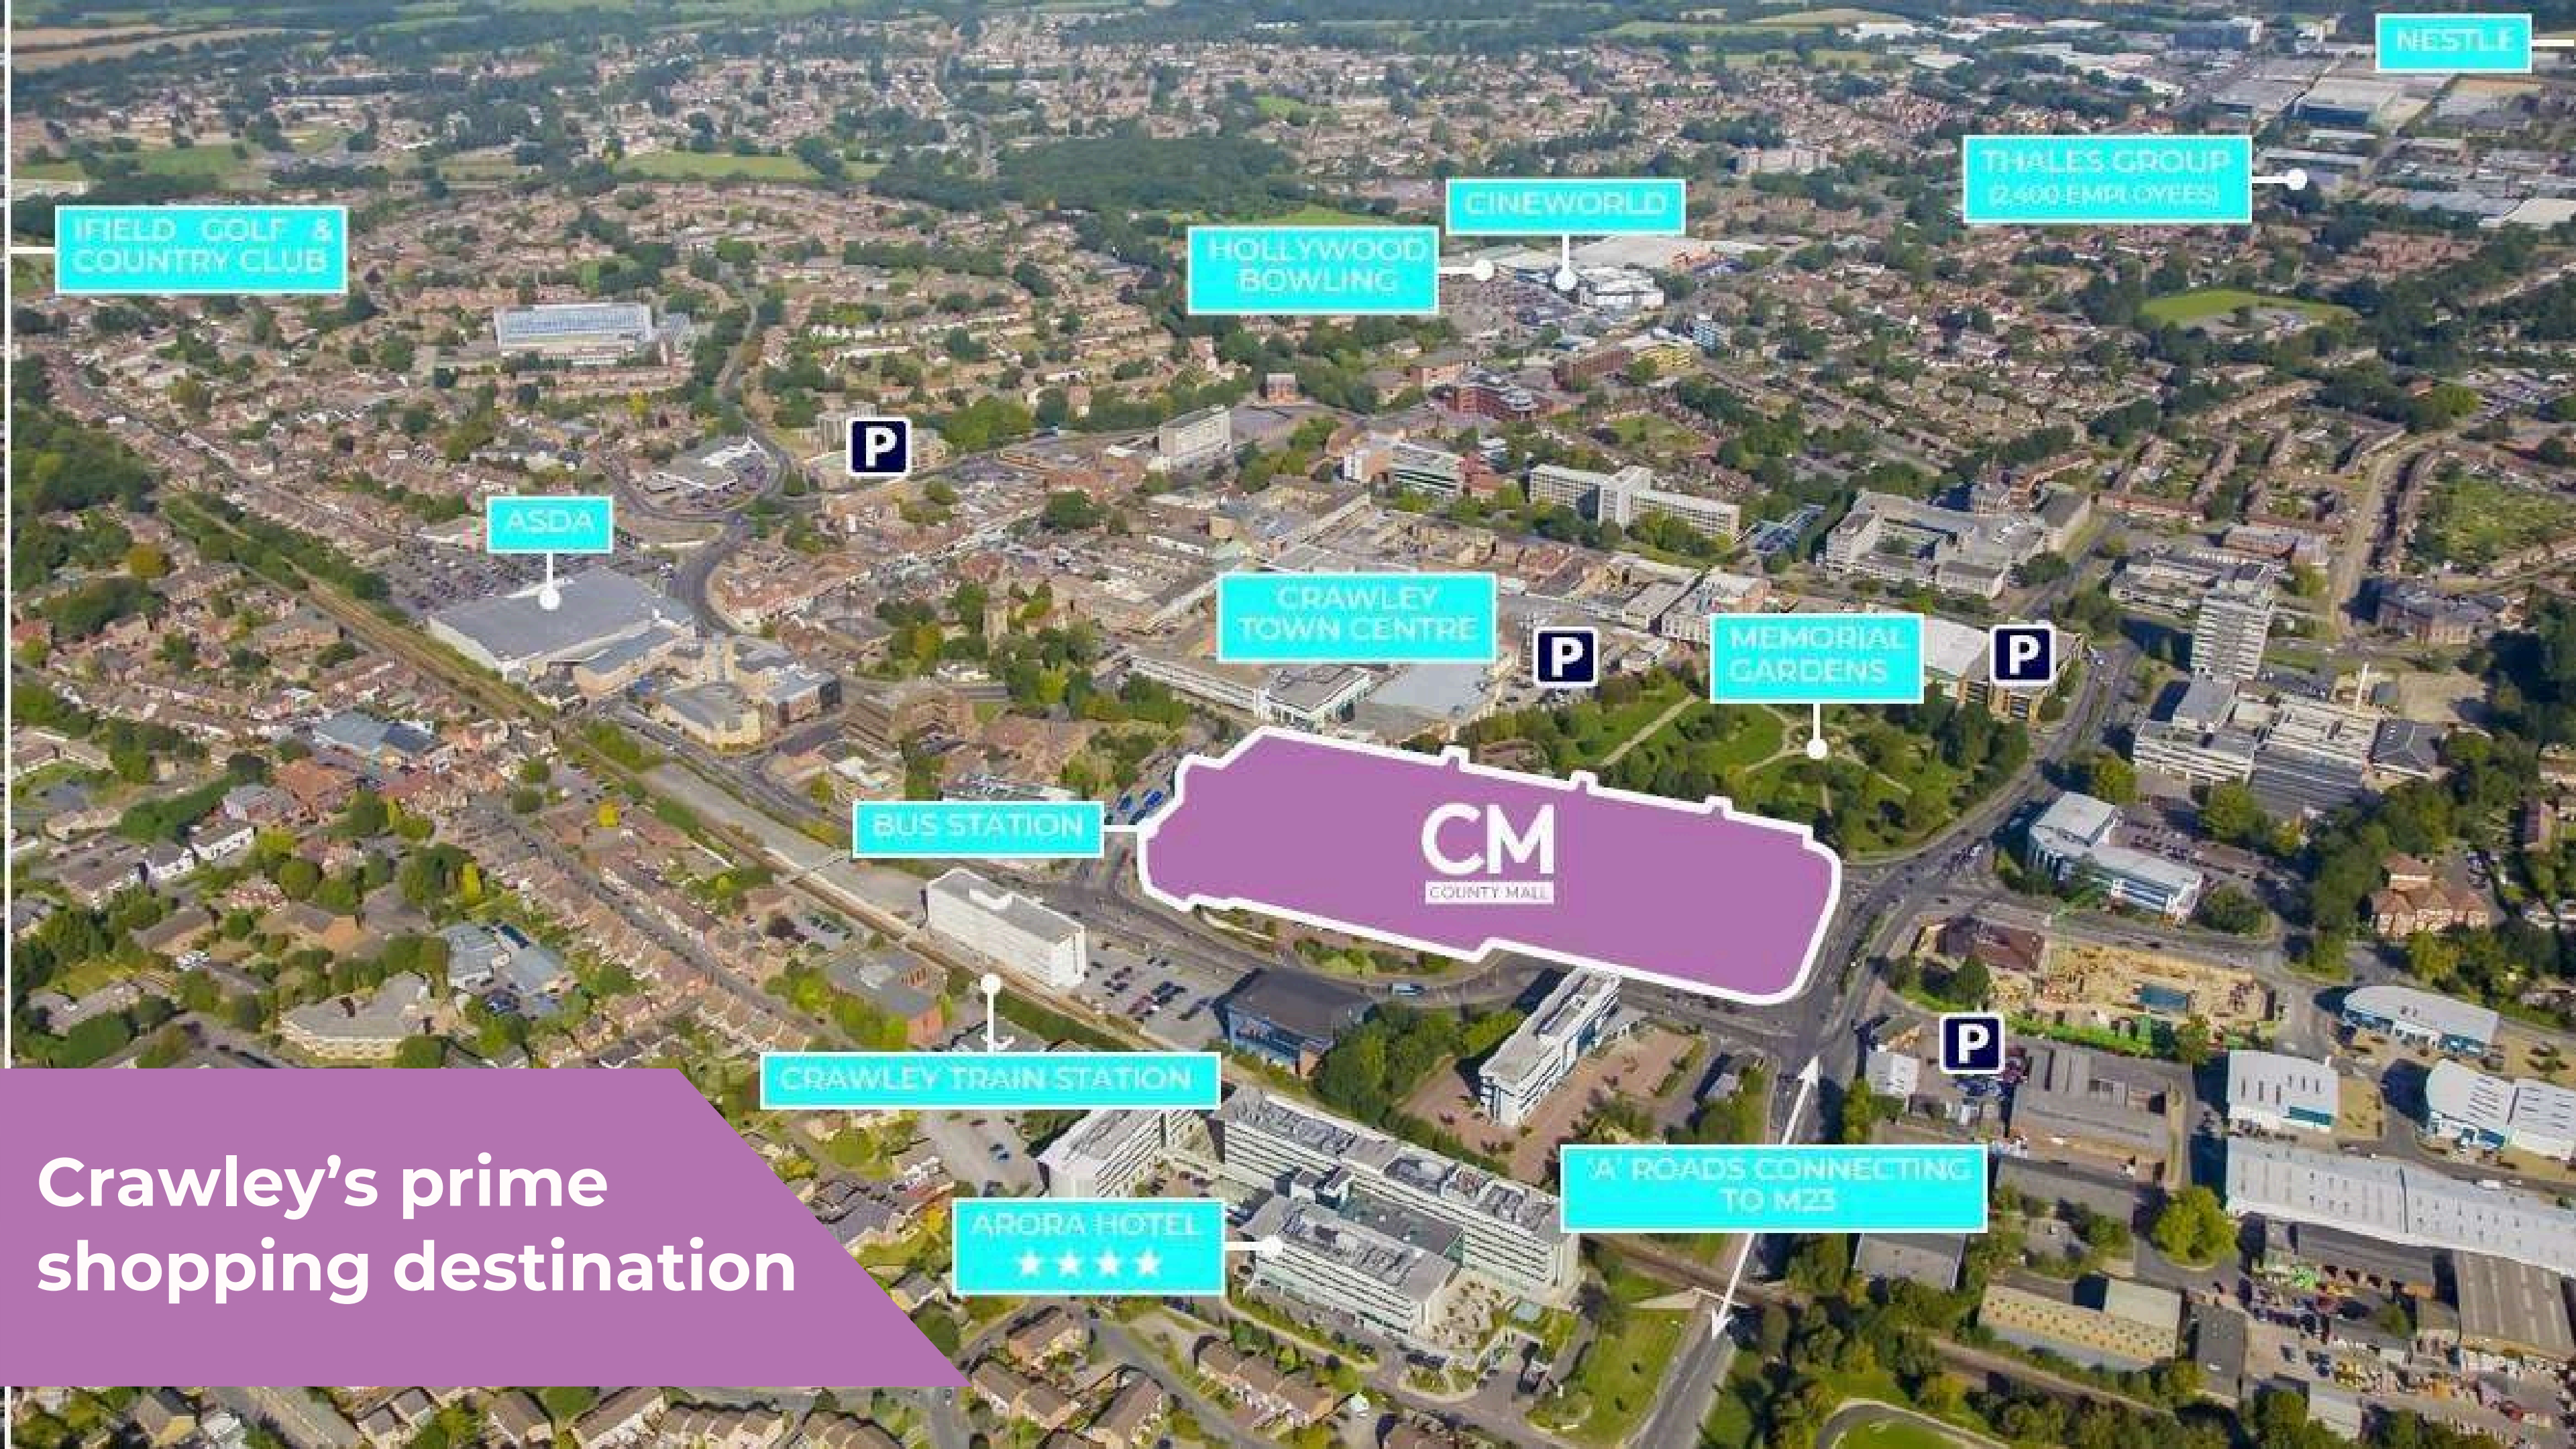 NESTLE
THALES GROUP
(2,400 EMPLOYEES)
CINEWORLD
IFIELD GOLF &
COUNTRY CLUB
HOLLYWOOD
BOWLING
P
ASDA
CRAWLEY
TOWN CENTRE
P
MEMORIAL
GARDENS
P
BUS STATION
CM
COUNTY MALL
P
CRAWLEY TRAIN STATION
'A' ROADS CONNECTING
TO M23
ARORA HOTEL
★★★★
Crawley’s prime
shopping destination